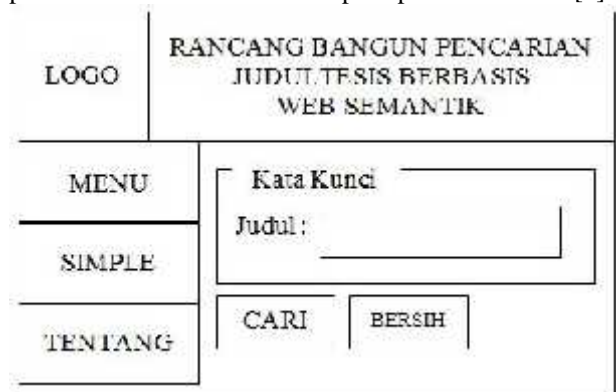 LOGO
RANCANG BANGUN PENCARIAN
JUDUL TESIS BERBASIS
WEB SEMANTIK
MENU
SIMPLE
TENTANG
Kata Kunci
Judul :
CARI
BERSIH